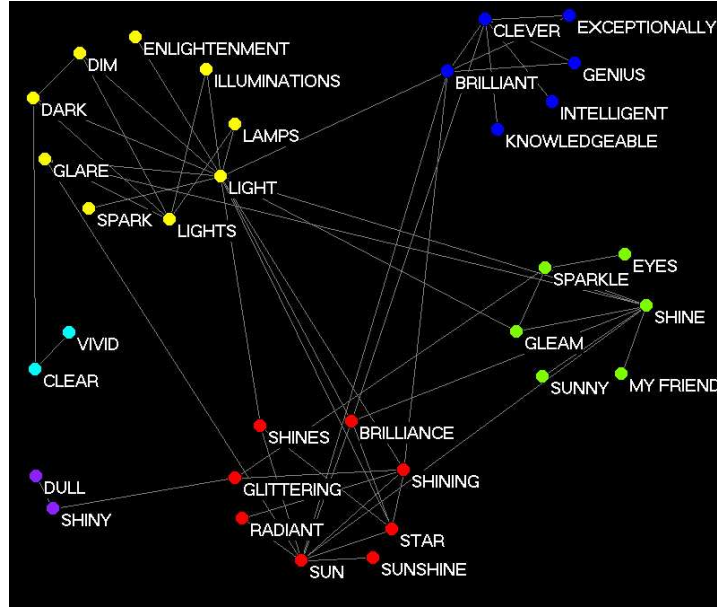 CLEVER
EXCEPTIONALLY
ENLIGHTENMENT
DIM
ILLUMINATIONS
BRILLIANT
GENIUS
DARK
INTELLIGENT
LAMPS
KNOWLEDGEABLE
GLARE
LIGHT
SPARK
LIGHTS
EYES
SPARKLE
SHINE
VIVID
GLEAM
CLEAR
SUNNY
MY FRIEND
SHINES
BRILLIANCE
DULL
GLITTERING
SHINING
SHINY
RADIANT
STAR
SUN
SUNSHINE